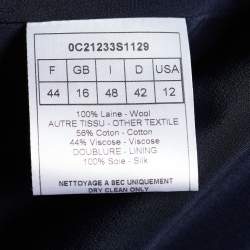 0C21233S1129
F GB I D USA
44 16 48 42 12
100% Laine - Wool
AUTRE TISSU - OTHER TEXTILE
56% Coton - Cotton
44% Viscose - Viscose
DOUBLURE - LINING
100% Soie - Silk
NETTOYAGE A SEC UNIQUEMENT
DRY CLEAN ONLY